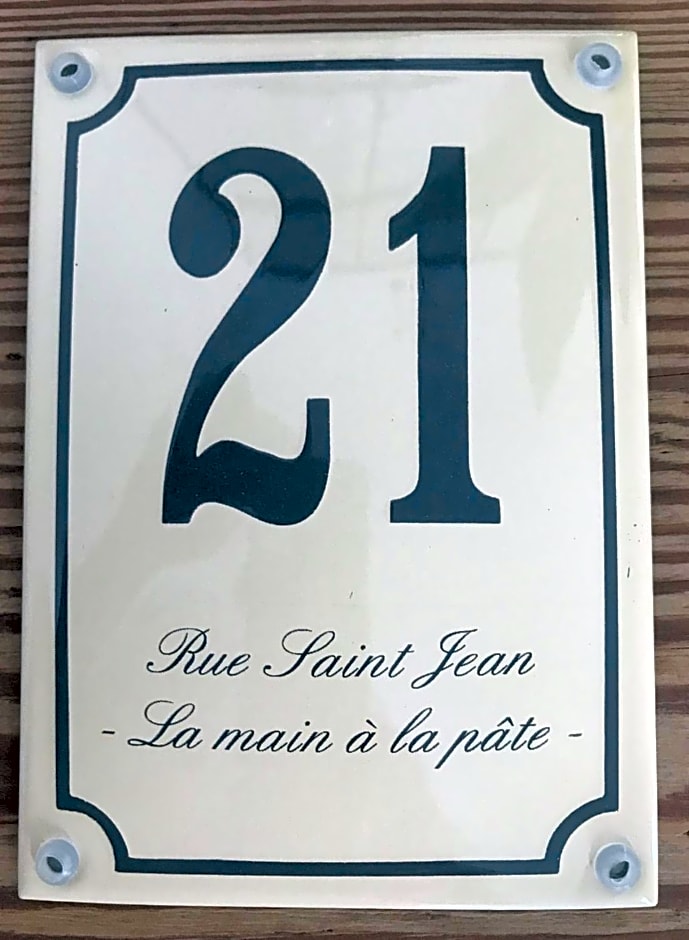 21
Rue Saint Jean
- La main à la pâte -